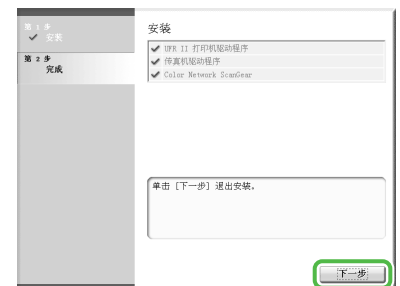 第 1 步
安装
第 2 步
完成
安装
UFR II 打印机驱动程序
传真机驱动程序
Color Network ScanGear
单击 [下一步] 退出安装。
下一步